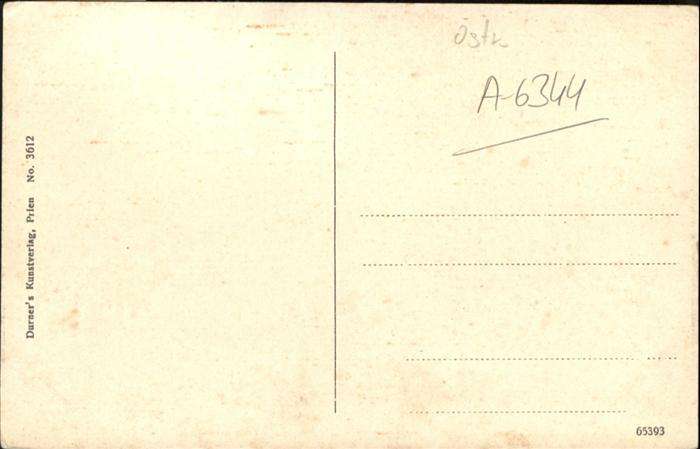 Östr.
A-6344
Durner's Kunstverlag, Prien No. 3612
65393